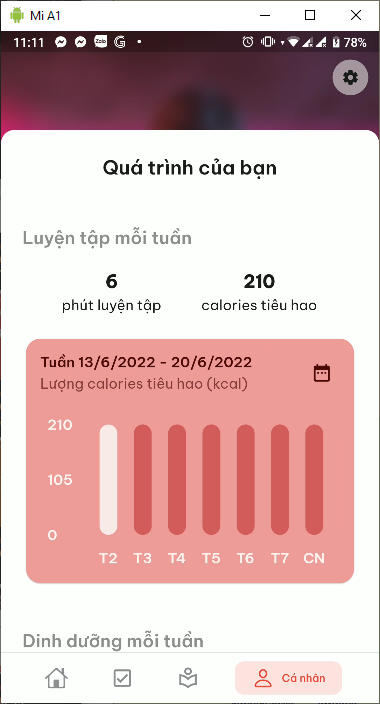 Mi A1
11:11
Zalo
G
78%
Quá trình của bạn
Luyện tập mỗi tuần
6 210
phút luyện tập calories tiêu hao
Tuần 13/6/2022 - 20/6/2022
Lượng calories tiêu hao (kcal)
210
105
0
T2 T3 T4 T5 T6 T7 CN
Dinh dưỡng mỗi tuần
Cá nhân